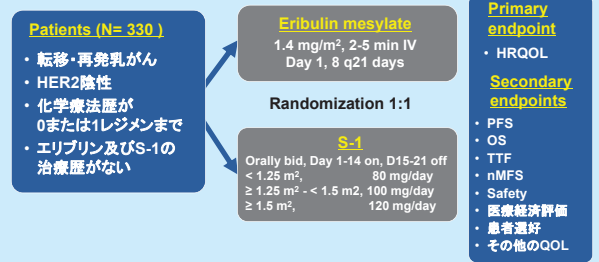 Patients (N= 330 )
• 転移・再発乳がん
• HER2陰性
• 化学療法歴が
0または1レジメンまで
• エリブリン及びS-1の
治療歴がない
Eribulin mesylate
1.4 mg/m², 2-5 min IV
Day 1, 8 q21 days
Randomization 1:1
S-1
Orally bid, Day 1-14 on, D15-21 off
< 1.25 m², 80 mg/day
≥ 1.25 m² - < 1.5 m2, 100 mg/day
≥ 1.5 m², 120 mg/day
Primary
endpoint
• HRQOL
Secondary
endpoints
• PFS
• OS
• TTF
• nMFS
• Safety
• 医療経済評価
• 患者選好
• その他のQOL